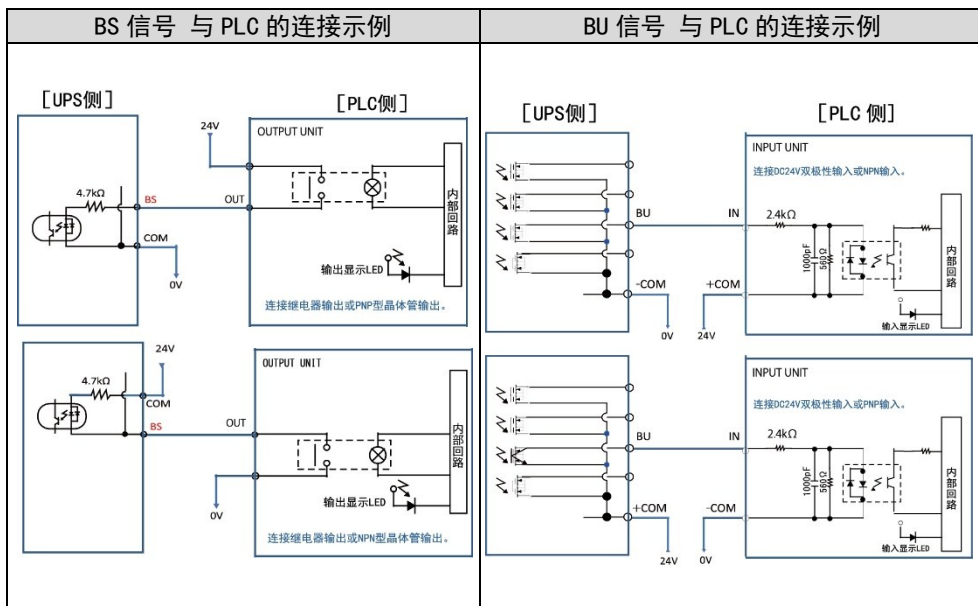 BS 信号 与 PLC 的连接示例
BU 信号 与 PLC 的连接示例
[UPS侧]
[PLC侧]
24V
OUTPUT UNIT
4.7kΩ
BS
OUT
COM
0V
内部回路
输出显示LED
连接继电器输出或PNP型晶体管输出。
24V
OUTPUT UNIT
4.7kΩ
COM
OUT
BS
0V
内部回路
输出显示LED
连接继电器输出或NPN型晶体管输出。
[UPS侧]
[PLC 侧]
INPUT UNIT
连接DC24V双极性输入或NPN输入。
BU
IN
2.4kΩ
1000pF
560Ω
内部回路
-COM
+COM
输入显示LED
0V
24V
INPUT UNIT
连接DC24V双极性输入或PNP输入。
BU
IN
2.4kΩ
1000pF
560Ω
内部回路
+COM
-COM
输入显示LED
24V
0V